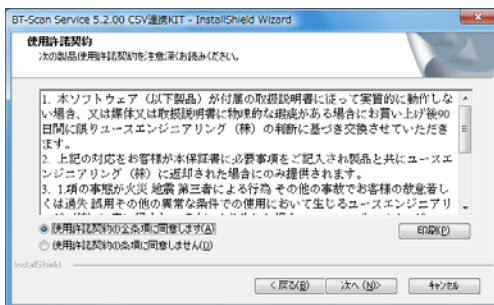 BT-Scan Service 5.2.00 CSV連携KIT - InstallShield Wizard
使用許諾契約
次の製品使用許諾契約を注意深くお読みください。
1. 本ソフトウェア（以下製品）が付属の取扱説明書に従って実質的に動作しな
い場合、又は媒体又は取扱説明書に物理的な瑕疵がある場合にお買い上げ後90
日間に限りユースエンジニアリング（株）の判断に基づき交換させていただき
ます。
2. 上記の対応をお客様が本保証書に必要事項をご記入され製品と共にユースエ
ンジニアリング（株）に返却された場合にのみ提供されます。
3. 1.項の事態が火災 地震 第三者による行為 その他の事故でお客様の故意若し
くは過失 誤用その他の異常な条件での使用において生じるユースエンジニアリ
使用許諾契約の全条項に同意します(A)
印刷(P)
使用許諾契約の条項に同意しません(D)
InstallShield
< 戻る(B)
次へ (N)>
キャンセル